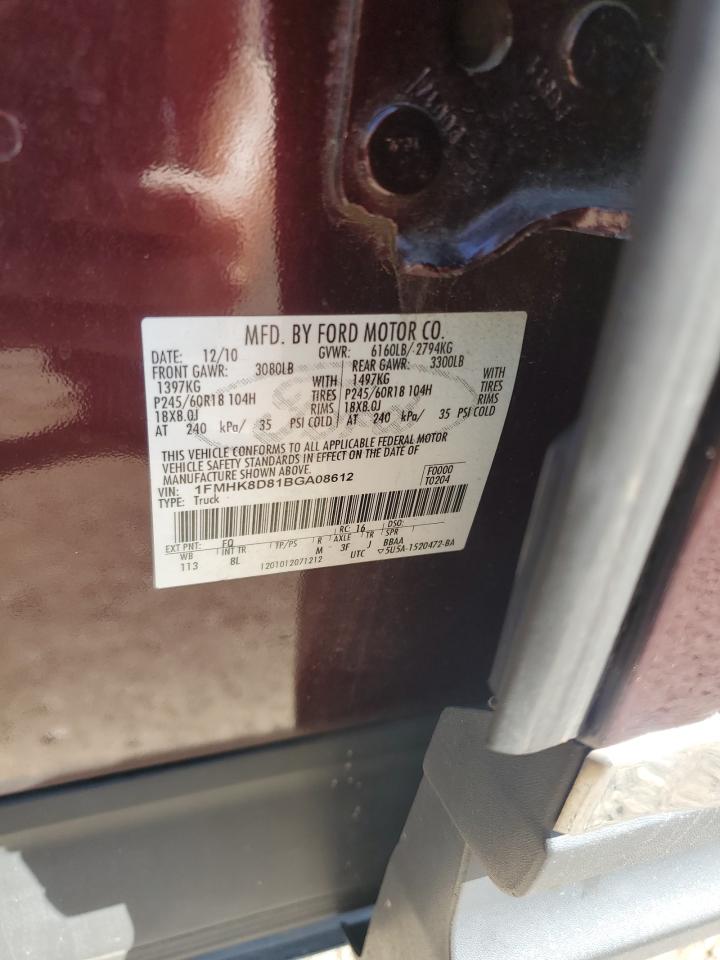 MFD. BY FORD MOTOR CO.
DATE: 12/10 GVWR: 6160LB/ 2794KG
FRONT GAWR: 3080LB REAR GAWR: 3300LB
1397KG WITH 1497KG WITH
P245/60R18 104H TIRES P245/60R18 104H TIRES
18X8.0J RIMS 18X8.0J RIMS
AT 240 kPa/ 35 PSI COLD AT 240 kPa/ 35 PSI COLD
THIS VEHICLE CONFORMS TO ALL APPLICABLE FEDERAL MOTOR
VEHICLE SAFETY STANDARDS IN EFFECT ON THE DATE OF
MANUFACTURE SHOWN ABOVE.
VIN: 1FMHK8D81BGA08612 F0000
TYPE: Truck T0204
RC: 16 DSO:
EXT PNT: FQ
WB INT TR TP/PS R AXLE TR SPR
113 8L M 3F J BBAA
1201012071212 UTC ▽5U5A-1520472-BA